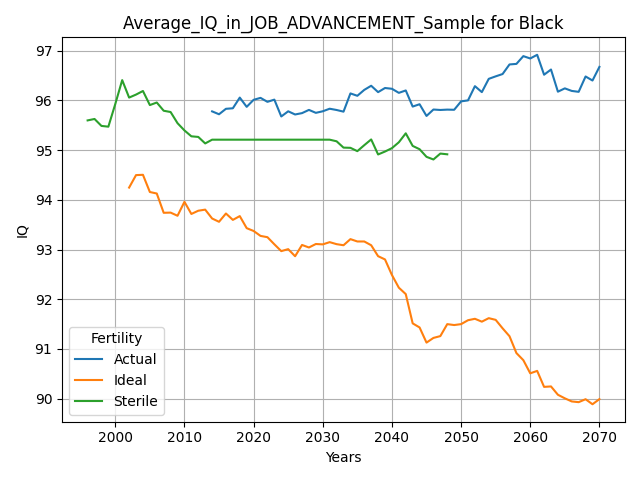 Average_IQ_in_JOB_ADVANCEMENT_Sample for Black
97
96
95
94
93
92
91
90
IQ
Fertility
Actual
Ideal
Sterile
2000 2010 2020 2030 2040 2050 2060 2070
Years